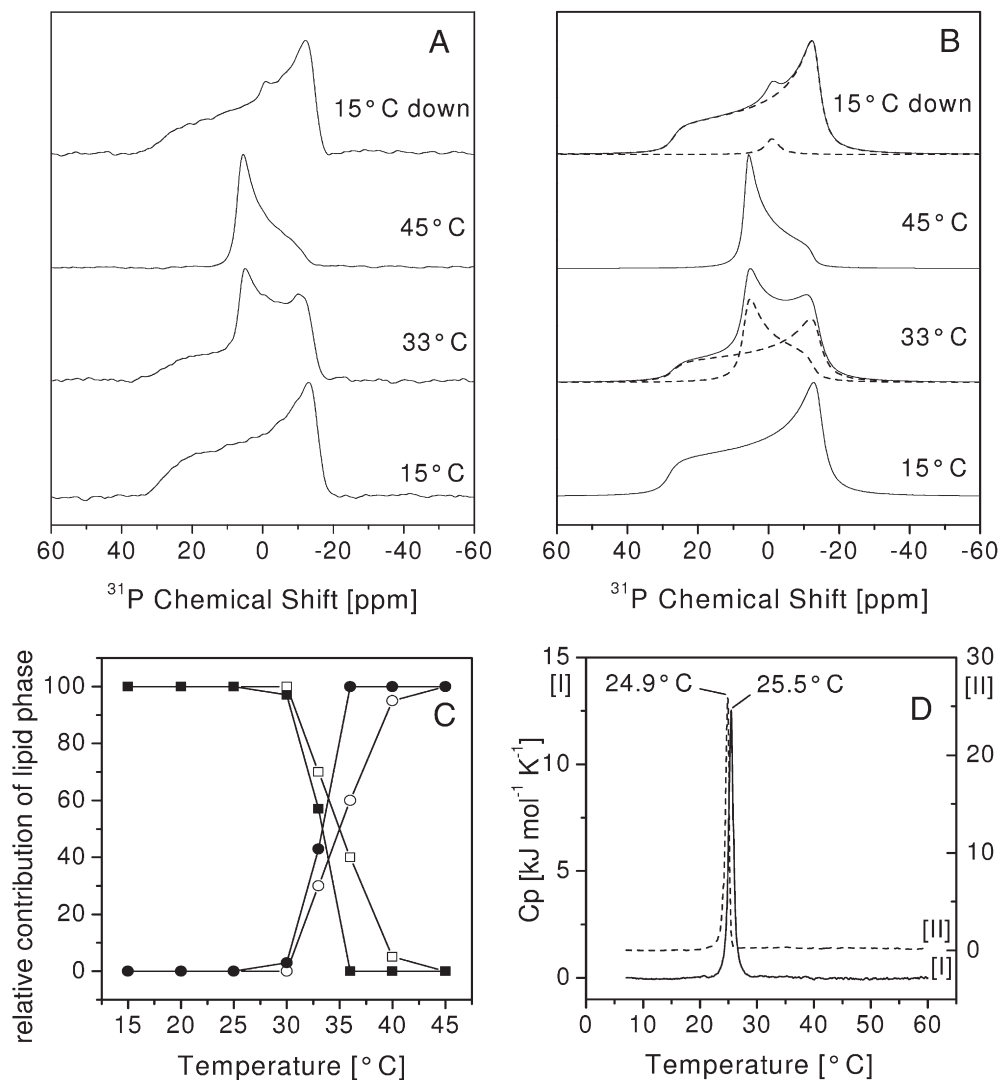 A
15°C down
45°C
33°C
15°C
60 40 20 0 -20 -40 -60
³¹P Chemical Shift [ppm]
B
15°C down
45°C
33°C
15°C
60 40 20 0 -20 -40 -60
³¹P Chemical Shift [ppm]
C
relative contribution of lipid phase
100
80
60
40
20
0
15 20 25 30 35 40 45
Temperature [°C]
D
24.9°C
25.5°C
Cp [kJ mol⁻¹ K⁻¹]
15
[I]
10
5
0
30
[II]
20
10
0
[II]
[I]
0 10 20 30 40 50 60
Temperature [°C]